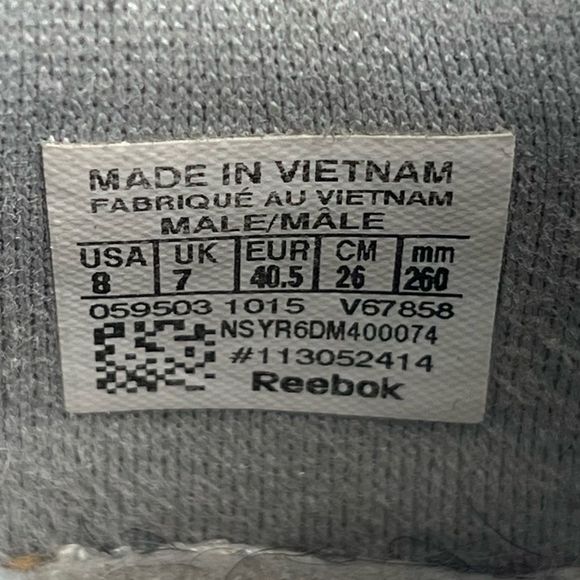 MADE IN VIETNAM
FABRIQUÉ AU VIETNAM
MALE/MÂLE
USA UK EUR CM mm
8 7 40.5 26 260
059503 1015 V67858
NSYR6DM400074
#113052414
Reebok